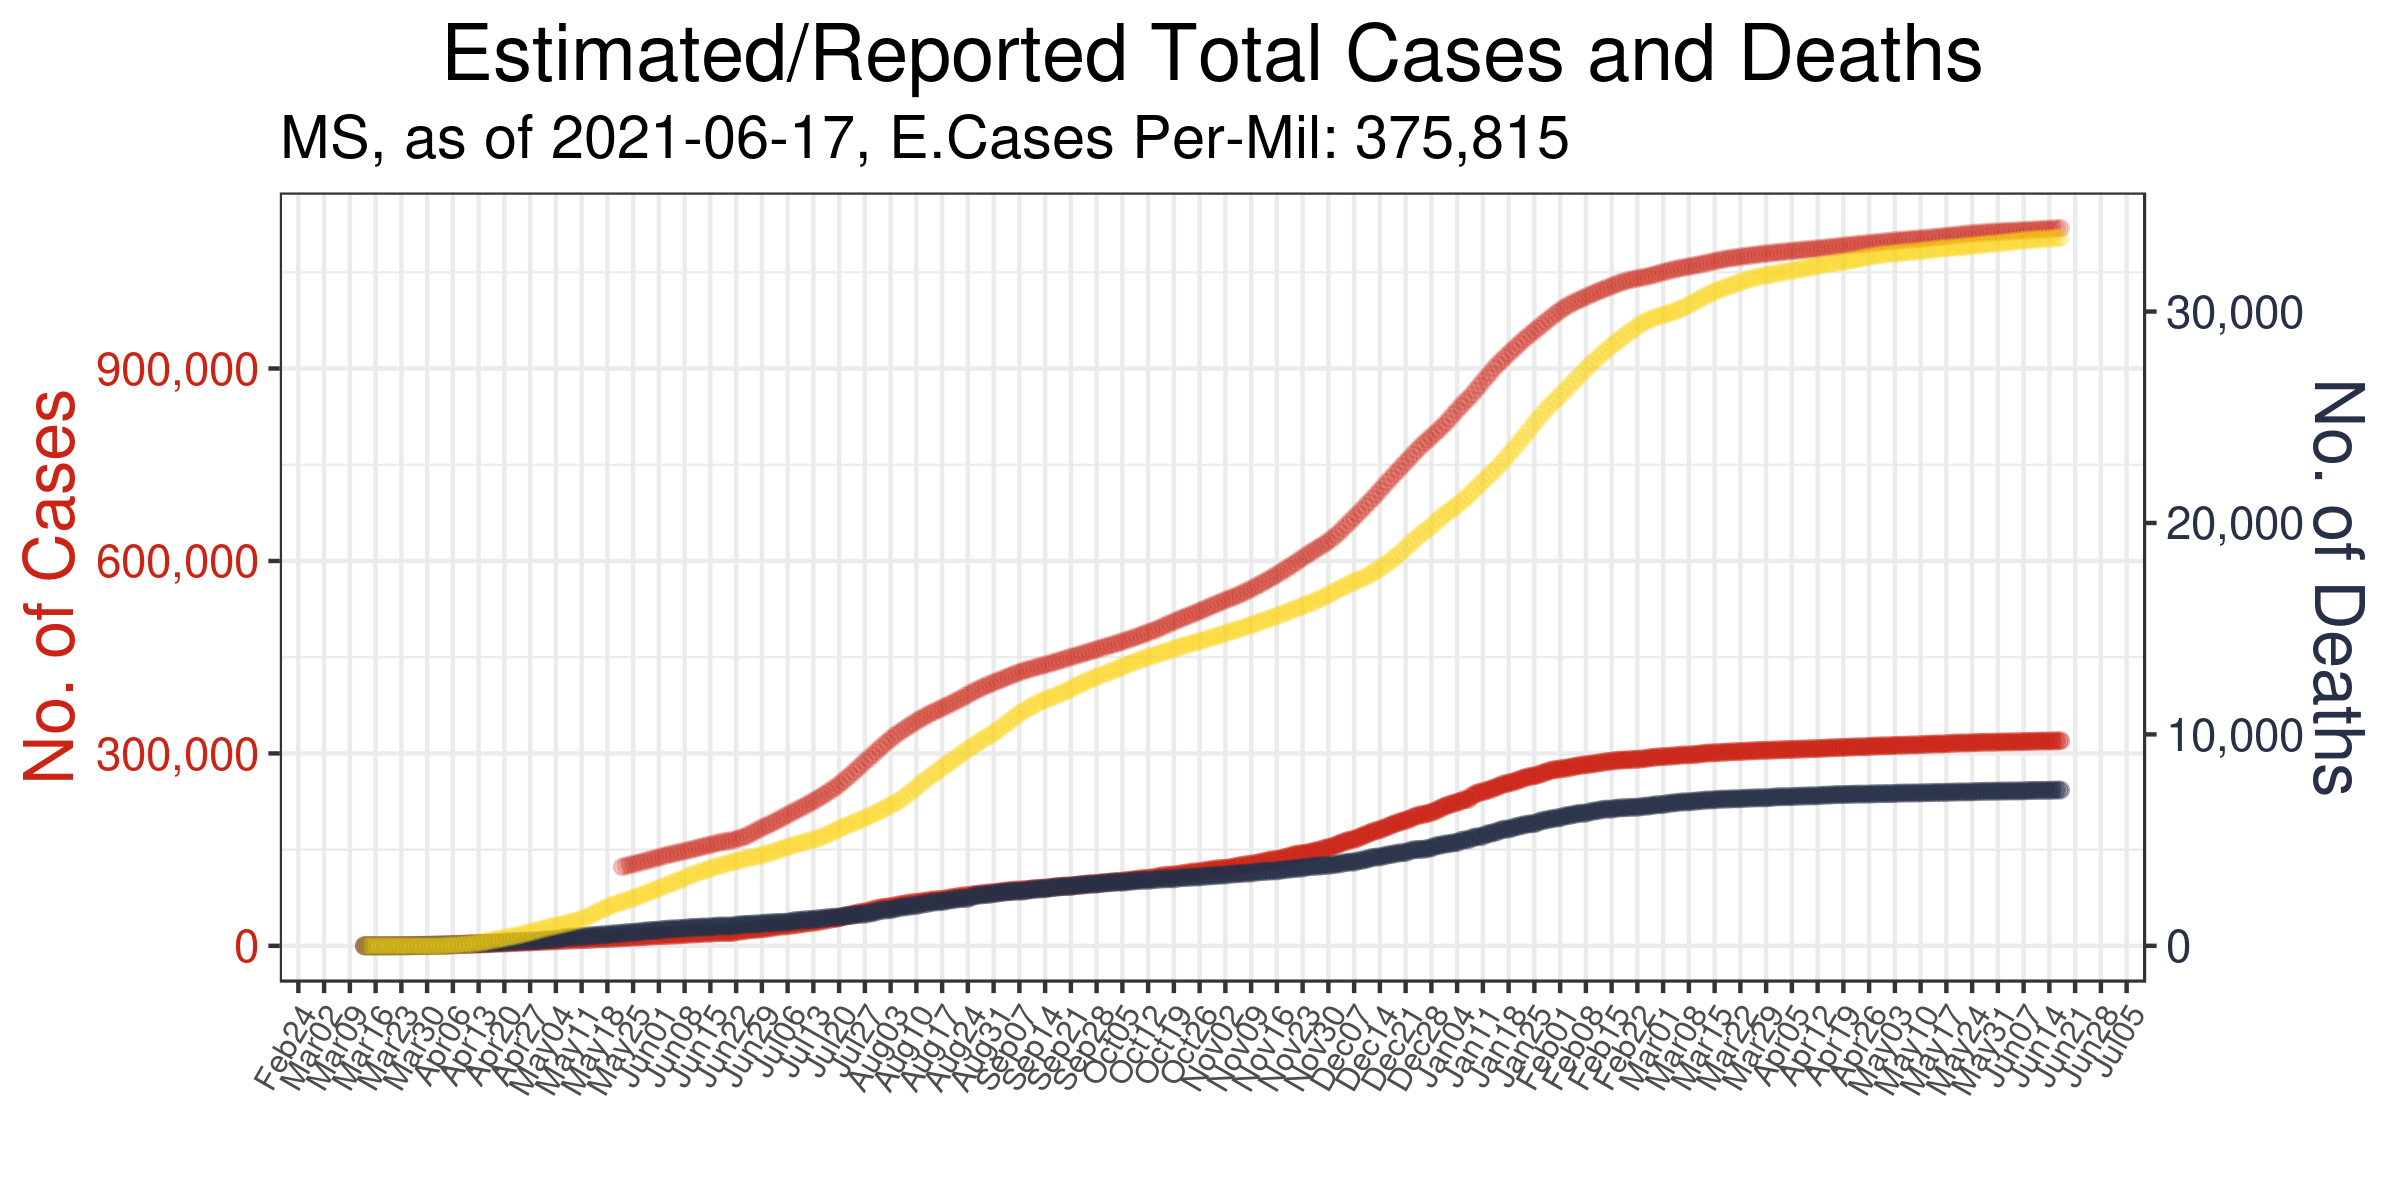 Estimated/Reported Total Cases and Deaths
MS, as of 2021-06-17, E.Cases Per-Mil: 375,815
No. of Cases
900,000
600,000
300,000
0
30,000
20,000
10,000
0
No. of Deaths
Feb24
Mar02
Mar09
Mar16
Mar23
Mar30
Apr06
Apr13
Apr20
Apr27
May04
May11
May18
May25
Jun01
Jun08
Jun15
Jun22
Jun29
Jul06
Jul13
Jul20
Jul27
Aug03
Aug10
Aug17
Aug24
Aug31
Sep07
Sep14
Sep21
Sep28
Oct05
Oct12
Oct19
Oct26
Nov02
Nov09
Nov16
Nov23
Nov30
Dec07
Dec14
Dec21
Dec28
Jan04
Jan11
Jan18
Jan25
Feb01
Feb08
Feb15
Feb22
Mar01
Mar08
Mar15
Mar22
Mar29
Apr05
Apr12
Apr19
Apr26
May03
May10
May17
May24
May31
Jun07
Jun14
Jun21
Jun28
Jul05